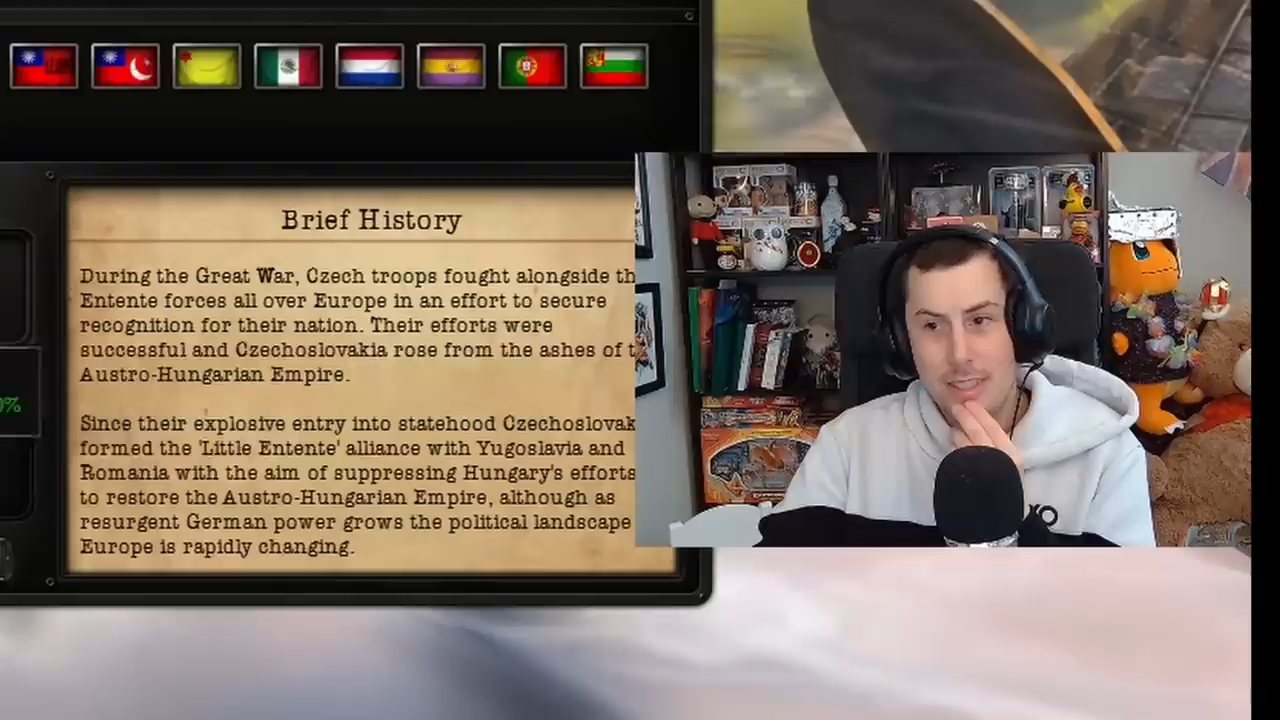 Brief History
During the Great War, Czech troops fought alongside th
Entente forces all over Europe in an effort to secure
recognition for their nation. Their efforts were
successful and Czechoslovakia rose from the ashes of t
Austro-Hungarian Empire.
0%
Since their explosive entry into statehood Czechoslovak
formed the 'Little Entente' alliance with Yugoslavia and
Romania with the aim of suppressing Hungary's efforts
to restore the Austro-Hungarian Empire, although as
resurgent German power grows the political landscape
Europe is rapidly changing.